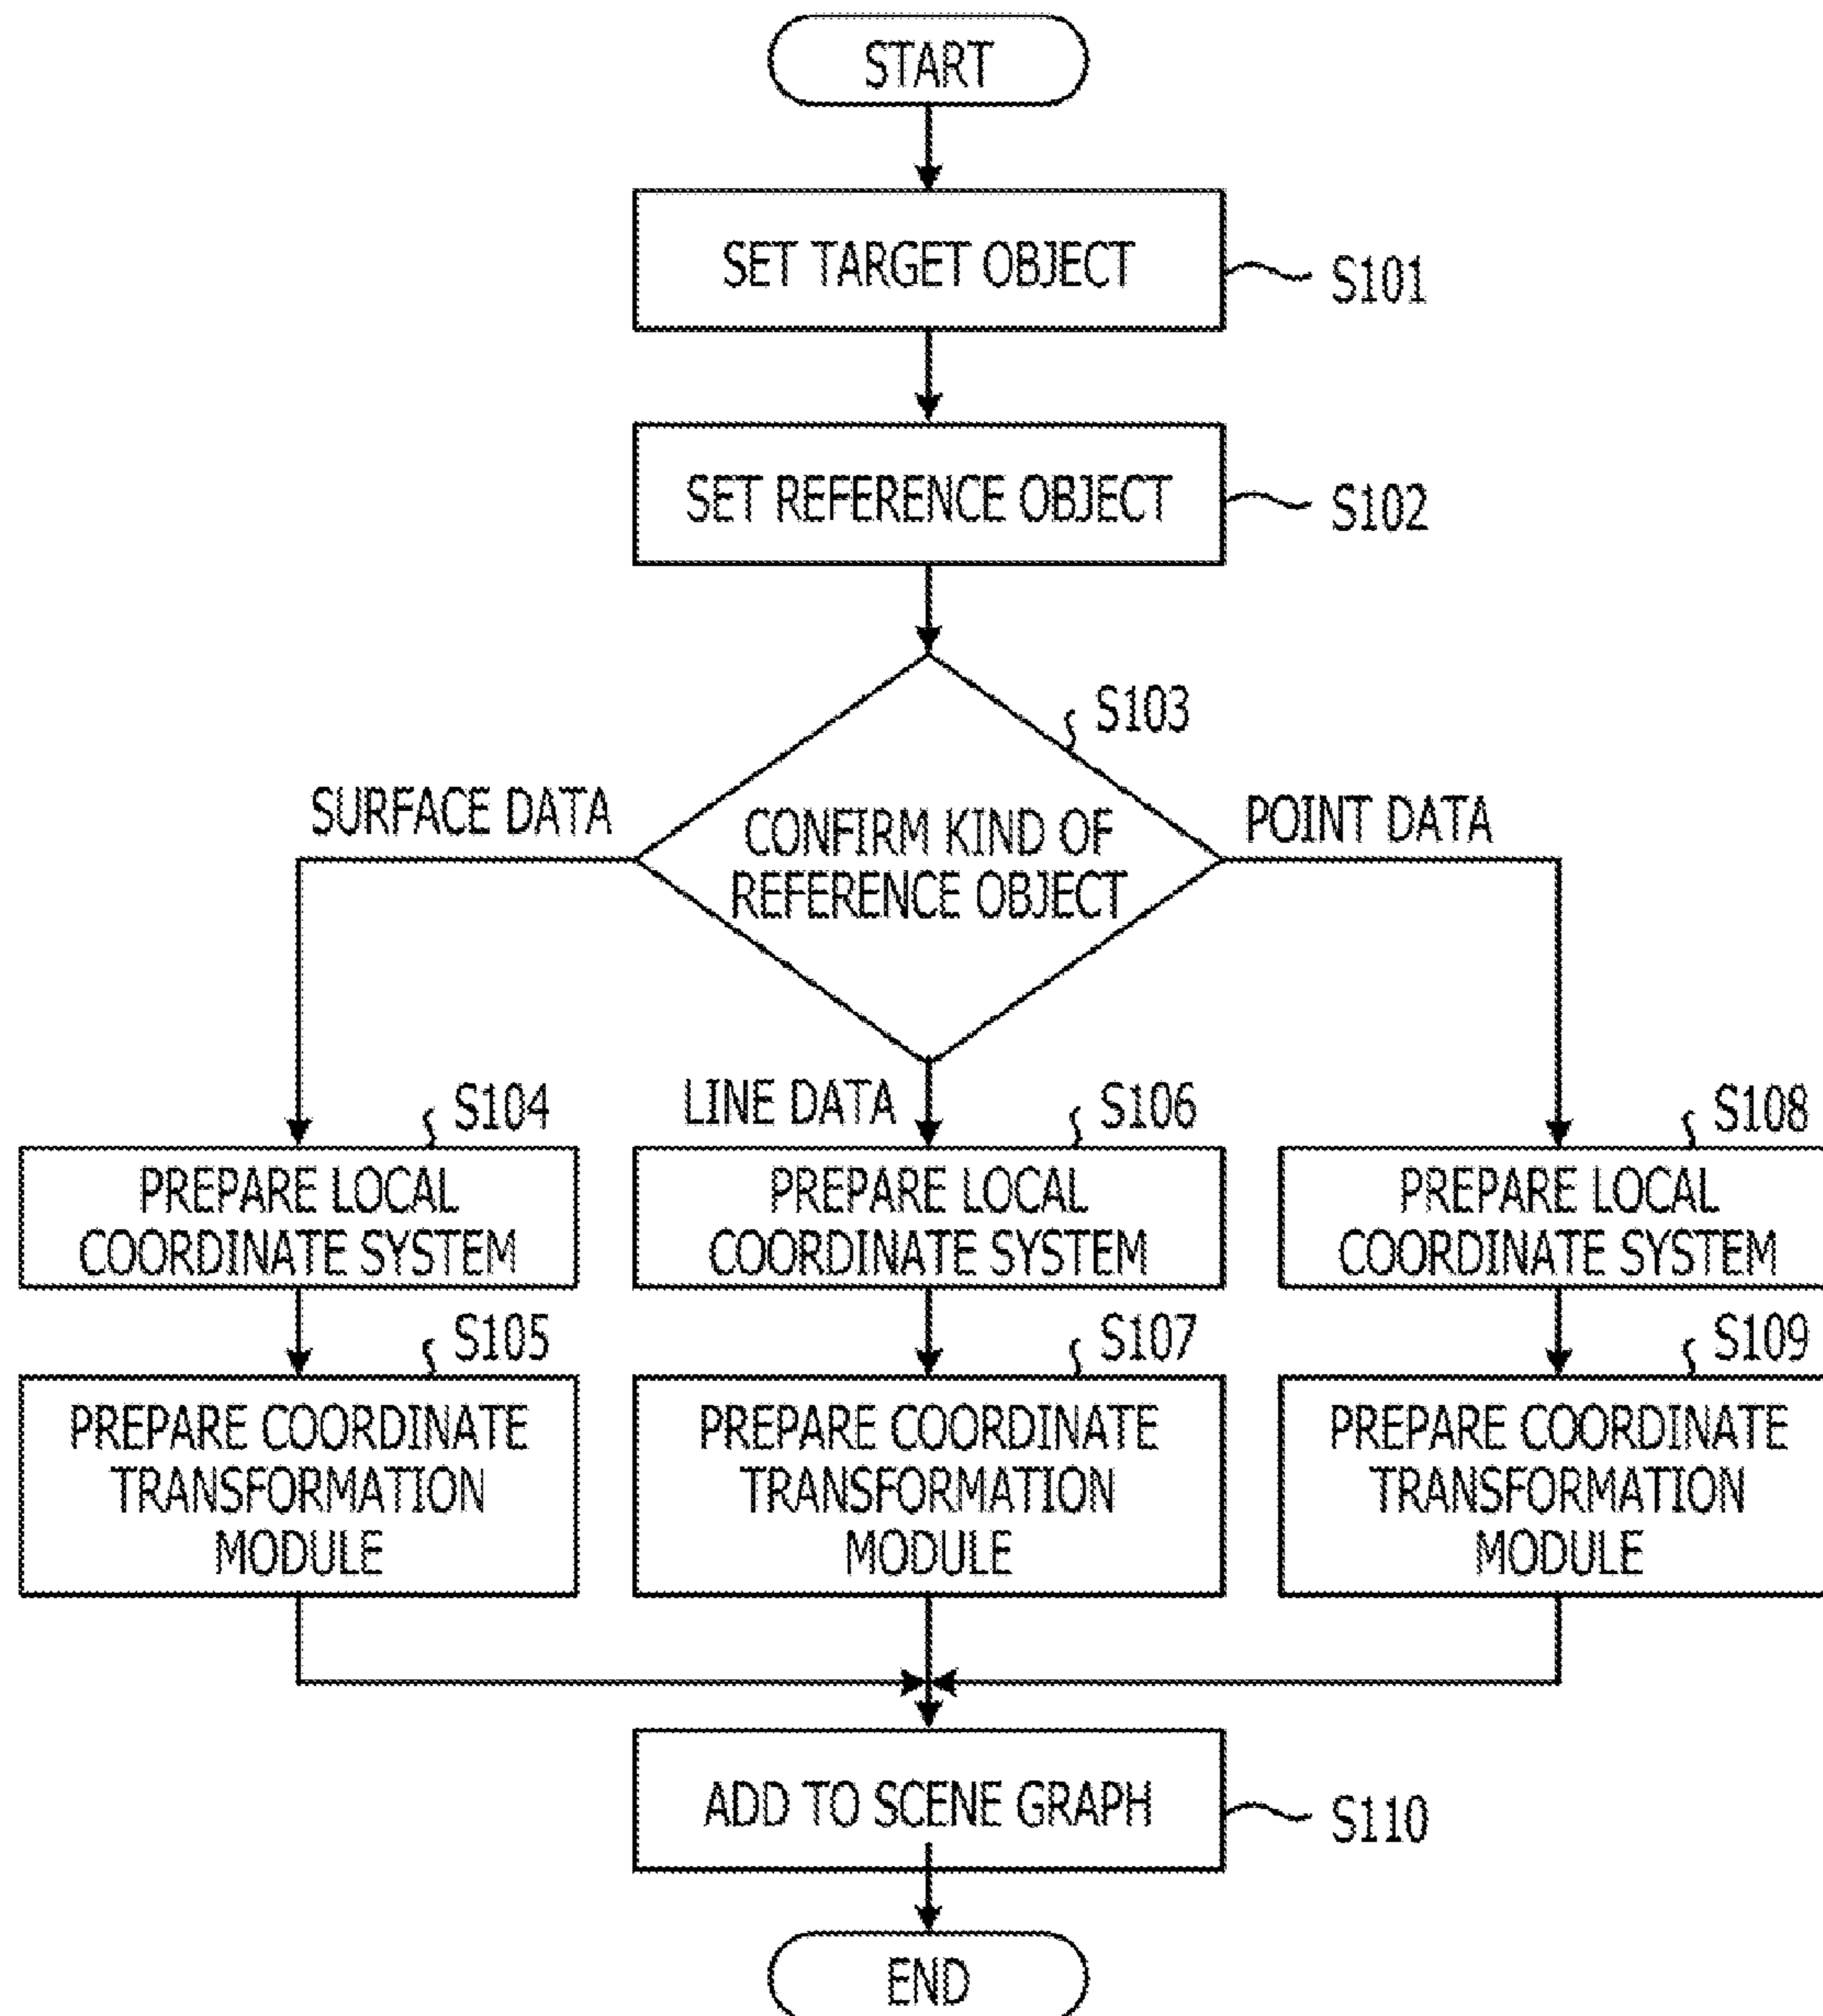 START
SET TARGET OBJECT
S101
SET REFERENCE OBJECT
S102
S103
CONFIRM KIND OF
REFERENCE OBJECT
SURFACE DATA
POINT DATA
LINE DATA
S104
PREPARE LOCAL
COORDINATE SYSTEM
S106
PREPARE LOCAL
COORDINATE SYSTEM
S108
PREPARE LOCAL
COORDINATE SYSTEM
S105
PREPARE COORDINATE
TRANSFORMATION
MODULE
S107
PREPARE COORDINATE
TRANSFORMATION
MODULE
S109
PREPARE COORDINATE
TRANSFORMATION
MODULE
ADD TO SCENE GRAPH
S110
END